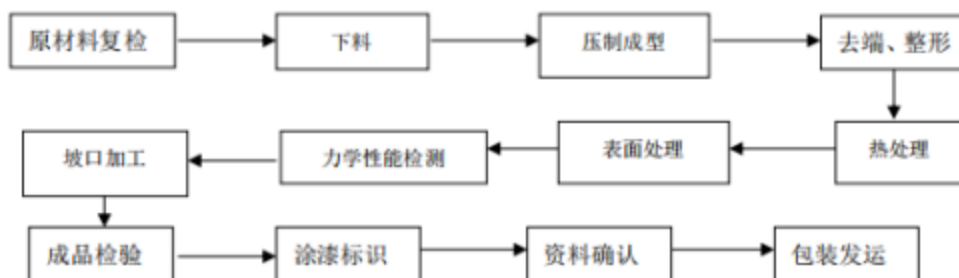 原材料复检
下料
压制成型
去端、整形
热处理
表面处理
力学性能检测
坡口加工
成品检验
涂漆标识
资料确认
包装发运